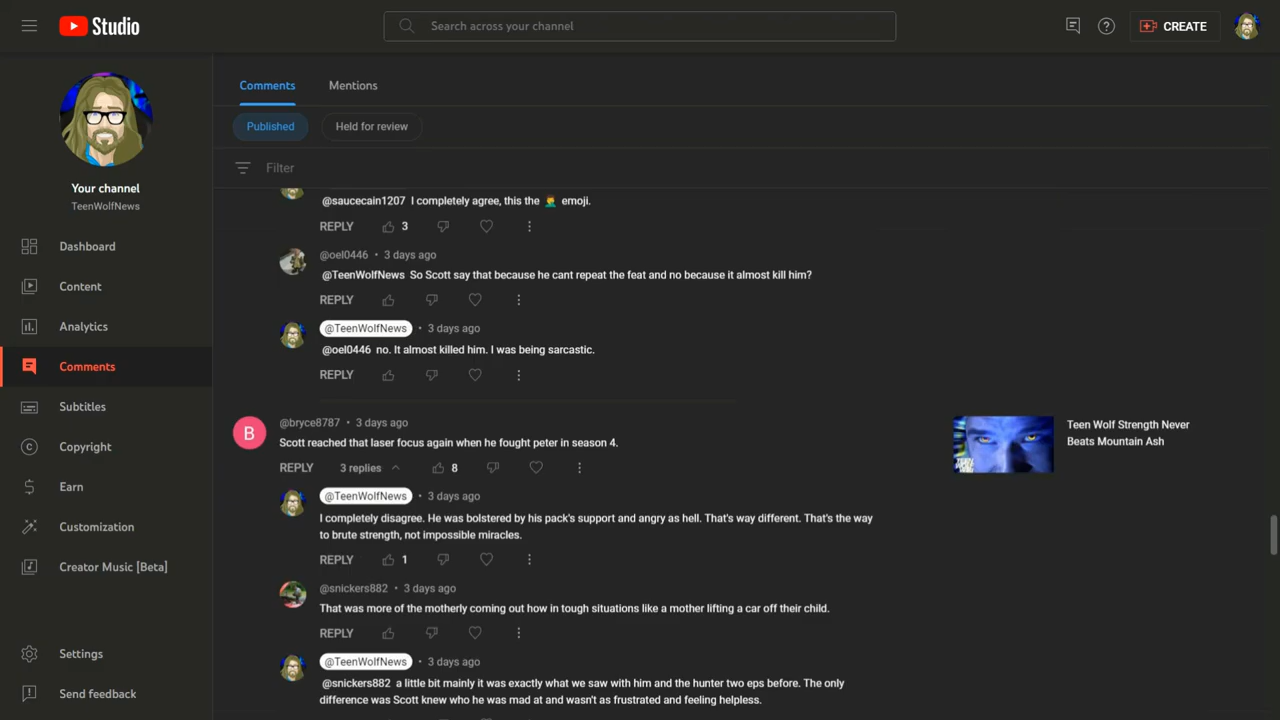 Studio
Search across your channel
CREATE
Your channel
TeenWolfNews
Dashboard
Content
Analytics
Comments
Subtitles
Copyright
Earn
Customization
Creator Music [Beta]
Settings
Send feedback
Comments
Mentions
Published
Held for review
Filter
@saucecain1207 I completely agree, this the 🤦‍♂️ emoji.
REPLY 3
@oel0446 • 3 days ago
@TeenWolfNews So Scott say that because he cant repeat the feat and no because it almost kill him?
REPLY
@TeenWolfNews • 3 days ago
@oel0446 no. It almost killed him. I was being sarcastic.
REPLY
B
@bryce8787 • 3 days ago
Scott reached that laser focus again when he fought peter in season 4.
REPLY 3 replies 8
Teen Wolf Strength Never
Beats Mountain Ash
@TeenWolfNews • 3 days ago
I completely disagree. He was bolstered by his pack's support and angry as hell. That's way different. That's the way
to brute strength, not impossible miracles.
REPLY 1
@snickers882 • 3 days ago
That was more of the motherly coming out how in tough situations like a mother lifting a car off their child.
REPLY
@TeenWolfNews • 3 days ago
@snickers882 a little bit mainly it was exactly what we saw with him and the hunter two eps before. The only
difference was Scott knew who he was mad at and wasn't as frustrated and feeling helpless.